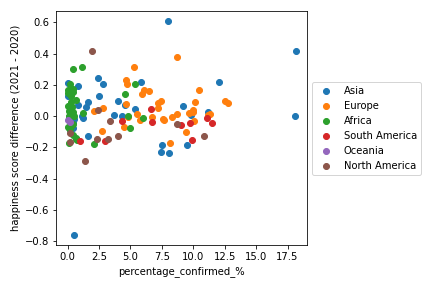 happiness score difference (2021 - 2020)
0.6
0.4
0.2
0.0
−0.2
−0.4
−0.6
−0.8
0.0 2.5 5.0 7.5 10.0 12.5 15.0 17.5
percentage_confirmed_%
Asia
Europe
Africa
South America
Oceania
North America